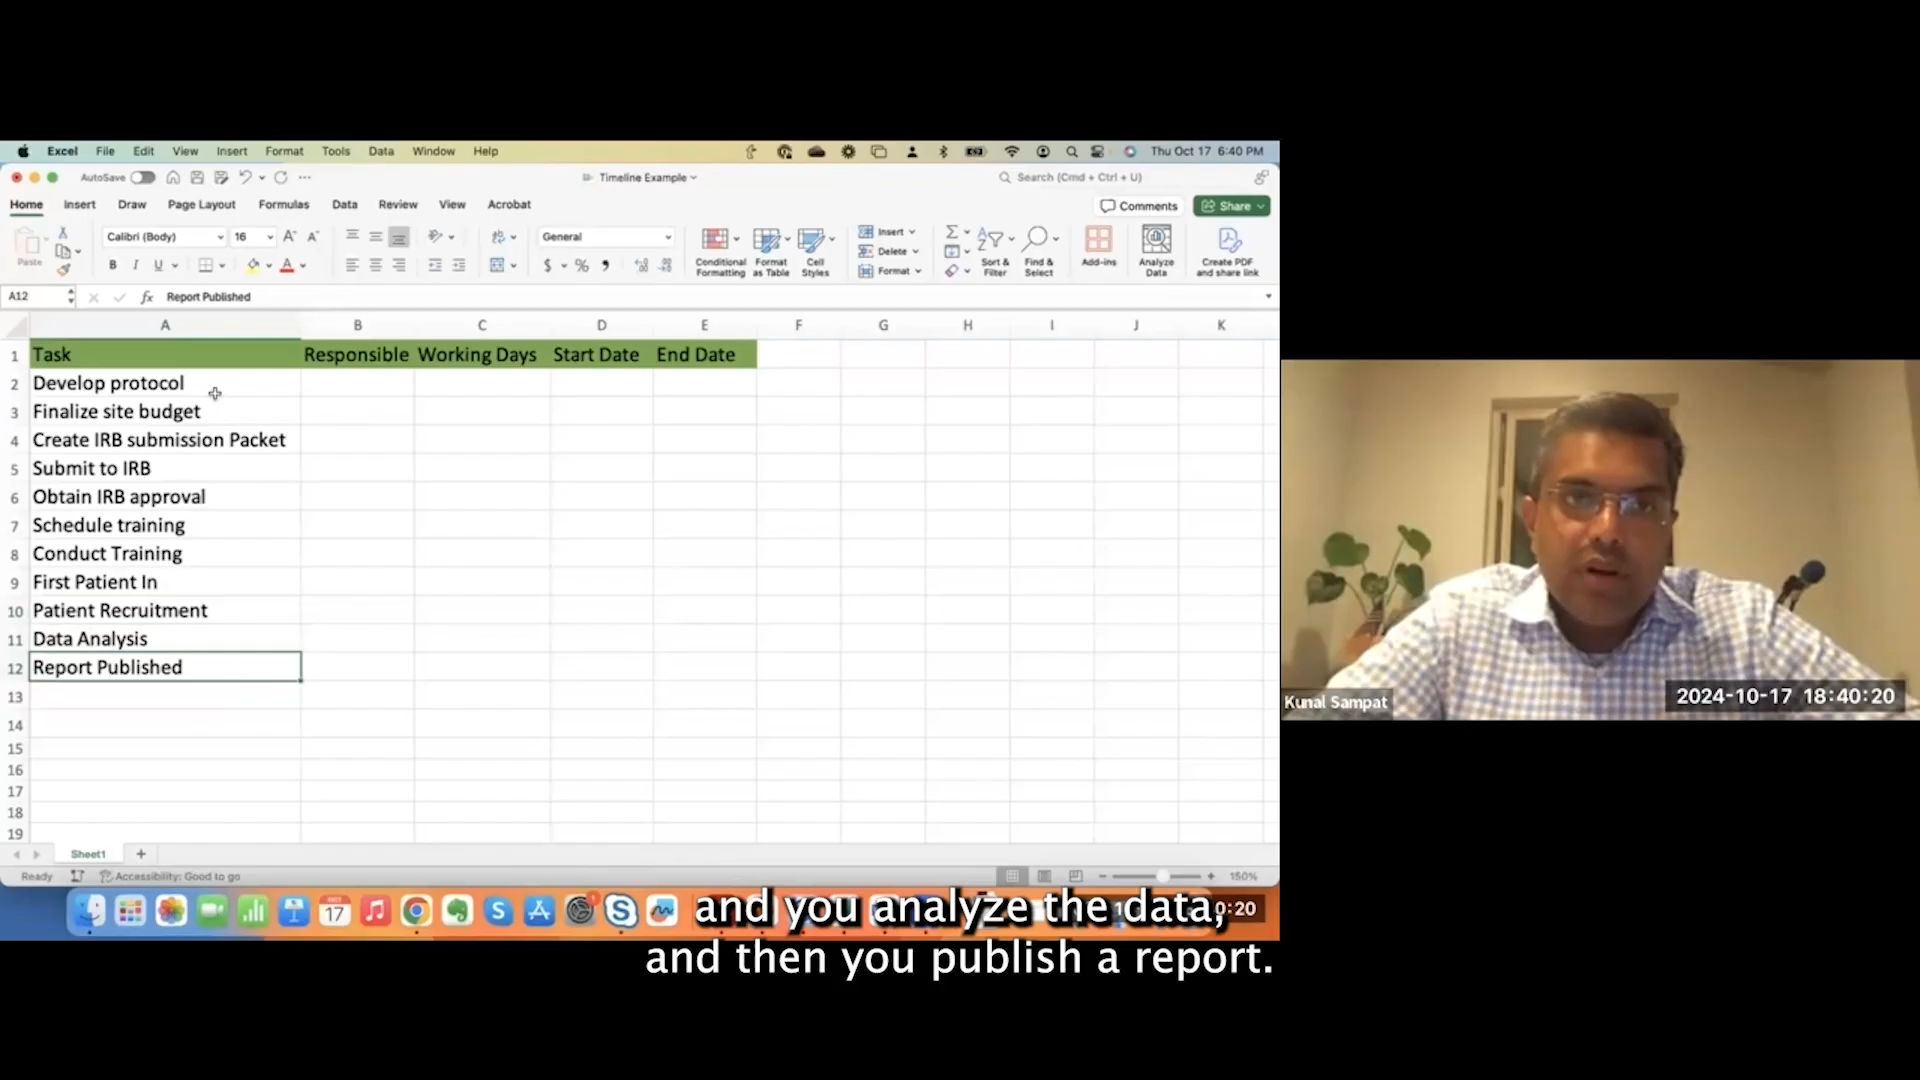 Excel File Edit View Insert Format Tools Data Window Help Thu Oct 17 6:40 PM
AutoSave Timeline Example Search (Cmd + Ctrl + U)
Home Insert Draw Page Layout Formulas Data Review View Acrobat Comments Share
Paste Calibri (Body) 16 A A General Insert Delete Format
B I U A $ % 9
Conditional Formatting Format as Table Cell Styles Sort & Filter Find & Select Add-ins Analyze Data Create PDF and share link
A12 fx Report Published
A B C D E F G H I J K
1 Task Responsible Working Days Start Date End Date
2 Develop protocol
3 Finalize site budget
4 Create IRB submission Packet
5 Submit to IRB
6 Obtain IRB approval
7 Schedule training
8 Conduct Training
9 First Patient In
10 Patient Recruitment
11 Data Analysis
12 Report Published
13
14
15
16
17
18
19
Sheet1 +
Ready Accessibility: Good to go 150%
17
0:20
Kunal Sampat
2024-10-17 18:40:20
and you analyze the data,
and then you publish a report.